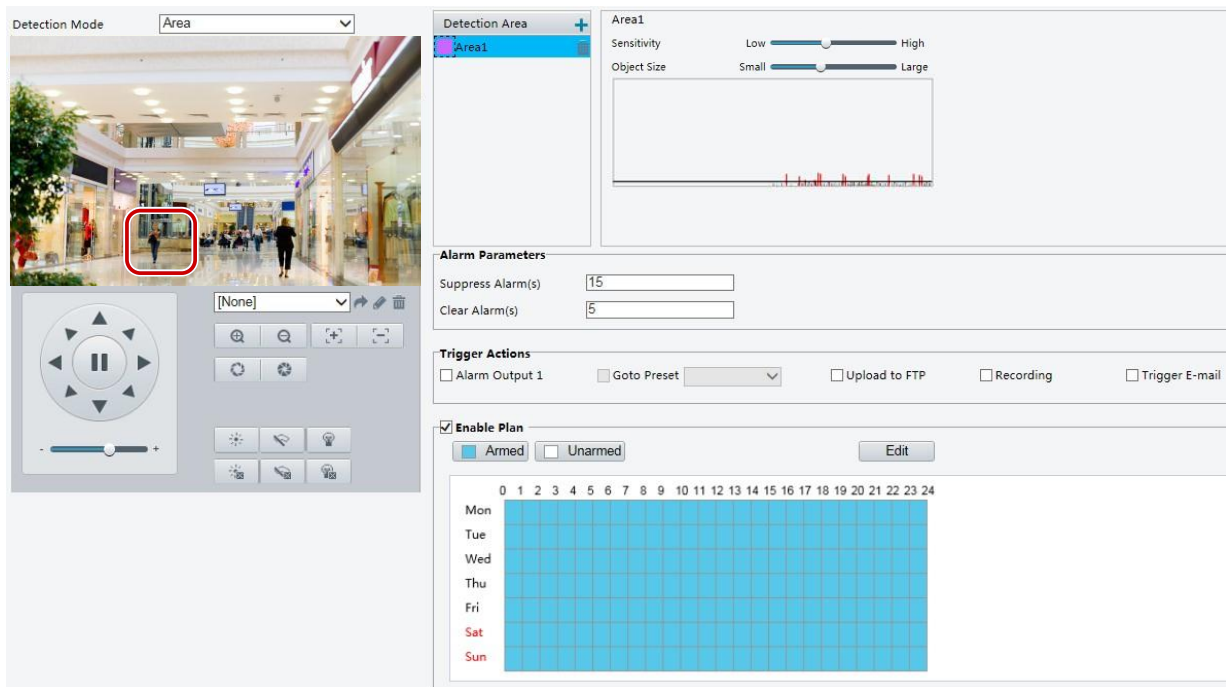 Detection Mode Area
Detection Area +
Area1
Area1
Sensitivity Low High
Object Size Small Large
Alarm Parameters
Suppress Alarm(s) 15
Clear Alarm(s) 5
Trigger Actions
Alarm Output 1 Goto Preset Upload to FTP Recording Trigger E-mail
[None]
- +
Enable Plan
Armed Unarmed Edit
0 1 2 3 4 5 6 7 8 9 10 11 12 13 14 15 16 17 18 19 20 21 22 23 24
Mon
Tue
Wed
Thu
Fri
Sat
Sun